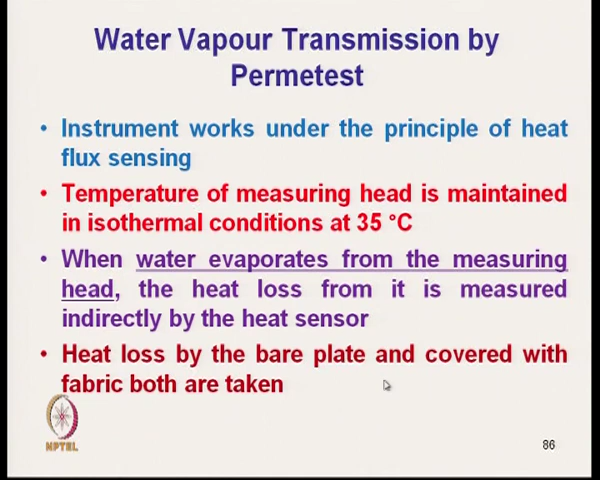 Water Vapour Transmission by
Permetest
• Instrument works under the principle of heat
flux sensing
• Temperature of measuring head is maintained
in isothermal conditions at 35 °C
• When water evaporates from the measuring
head, the heat loss from it is measured
indirectly by the heat sensor
• Heat loss by the bare plate and covered with
fabric both are taken
NPTEL
86